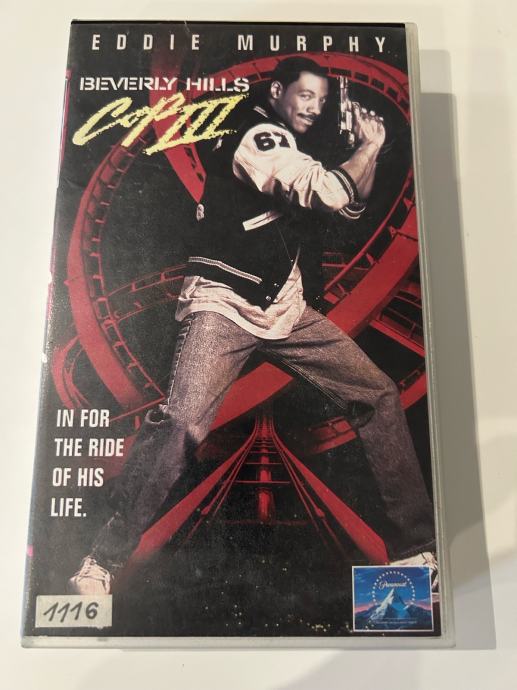 EDDIE MURPHY
BEVERLY HILLS
COP III
67
IN FOR
THE RIDE
OF HIS
LIFE.
1116
Paramount